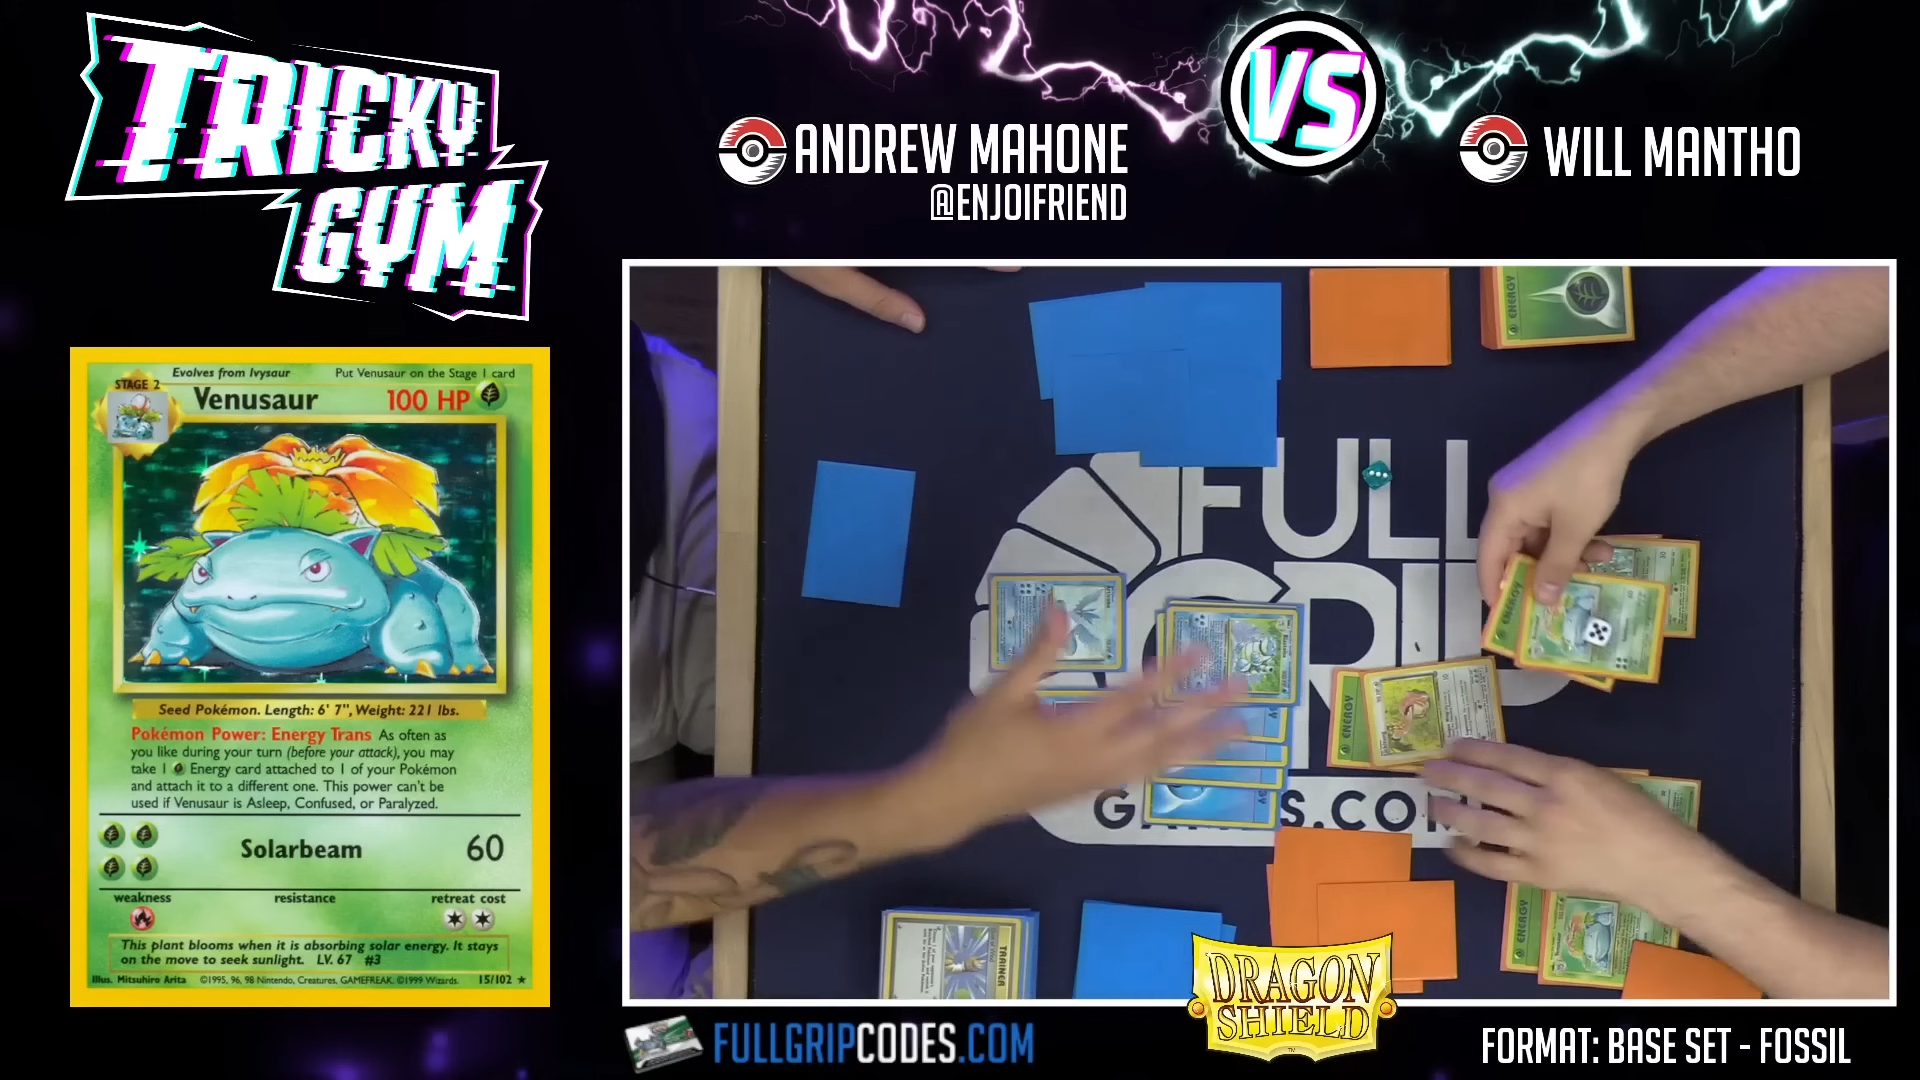 TRICKY
GYM
ANDREW MAHONE
@ENJOIFRIEND
VS
WILL MANTHO
STAGE 2
Evolves from Ivysaur
Put Venusaur on the Stage 1 card
Venusaur
100 HP
Seed Pokémon. Length: 6' 7", Weight: 221 lbs.
Pokémon Power: Energy Trans As often as
you like during your turn (before your attack), you may
take 1 Energy card attached to 1 of your Pokémon
and attach it to a different one. This power can't be
used if Venusaur is Asleep, Confused, or Paralyzed.
Solarbeam
60
weakness
resistance
retreat cost
This plant blooms when it is absorbing solar energy. It stays
on the move to seek sunlight. LV. 67 #3
Illus. Mitsuhiro Arita ©1995, 96, 98 Nintendo, Creatures, GAMEFREAK. ©1999 Wizards. 15/102 ★
ENERGY
FULL
GRIP
ENERGY
ENERGY
ENERGY
TRAINER
DRAGON
SHIELD
™
FULLGRIPCODES.COM
FORMAT: BASE SET - FOSSIL